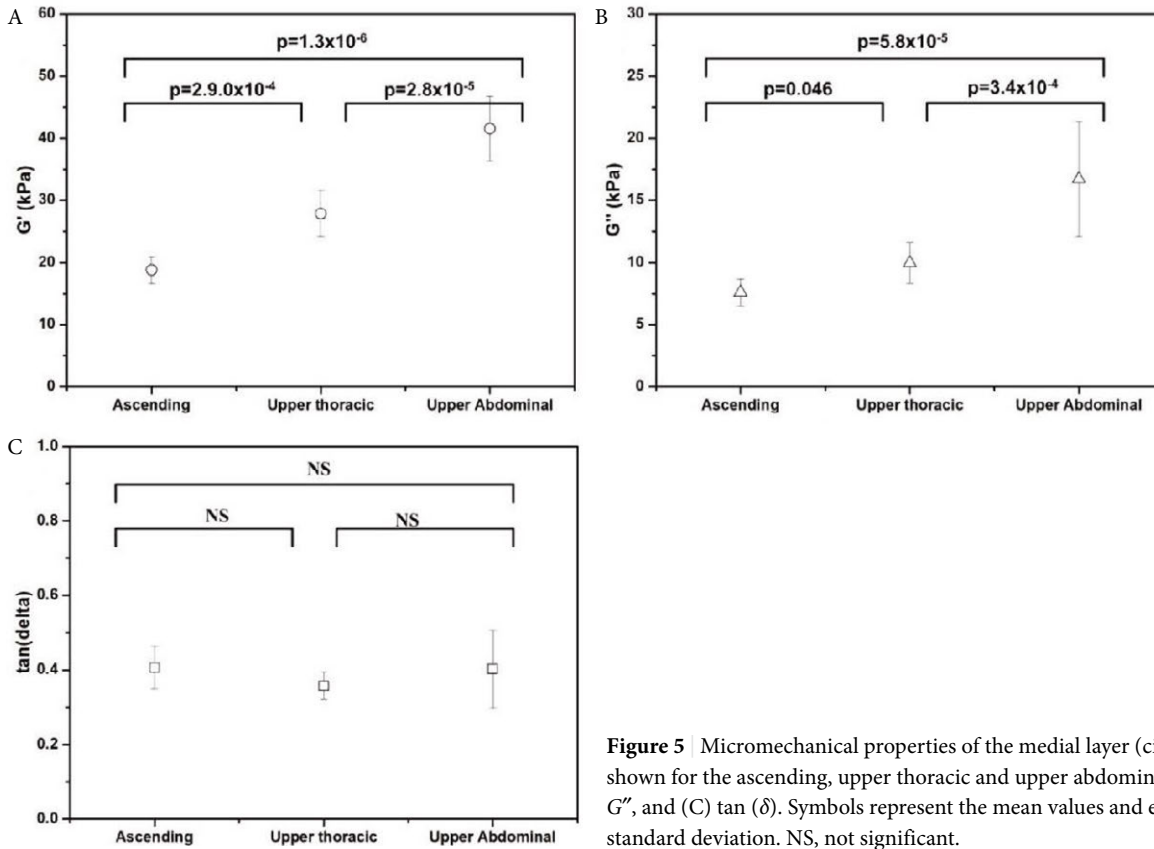 A
60
50
40
30
20
10
0
G' (kPa)
p=1.3x10⁻⁶
p=2.9.0x10⁻⁴ p=2.8x10⁻⁵
Ascending Upper thoracic Upper Abdominal
B
30
25
20
15
10
5
0
G'' (kPa)
p=5.8x10⁻⁵
p=0.046 p=3.4x10⁻⁴
Ascending Upper thoracic Upper Abdominal
C
1.0
0.8
0.6
0.4
0.2
0.0
tan(delta)
NS
NS NS
Ascending Upper thoracic Upper Abdominal
Figure 5 | Micromechanical properties of the medial layer
shown for the ascending, upper thoracic and upper
G″, and (C) tan (δ). Symbols represent the mean values and
standard deviation. NS, not significant.